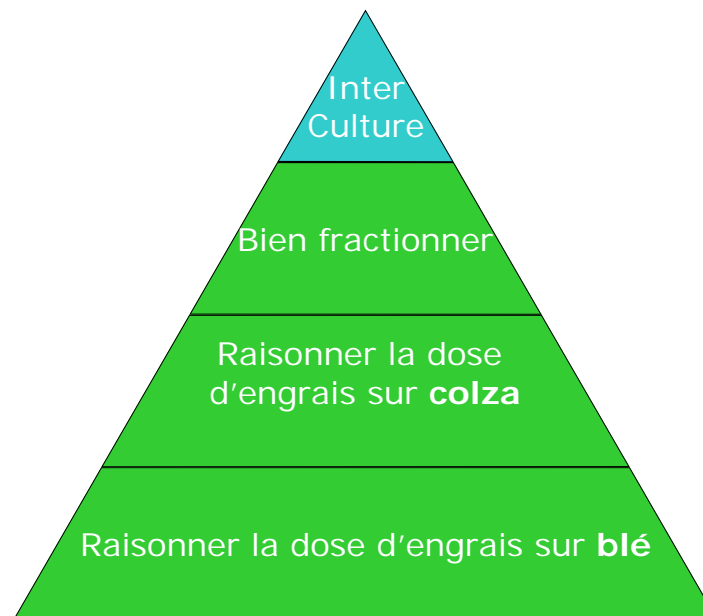 Inter
Culture
Bien fractionner
Raisonner la dose
d'engrais sur colza
Raisonner la dose d'engrais sur blé